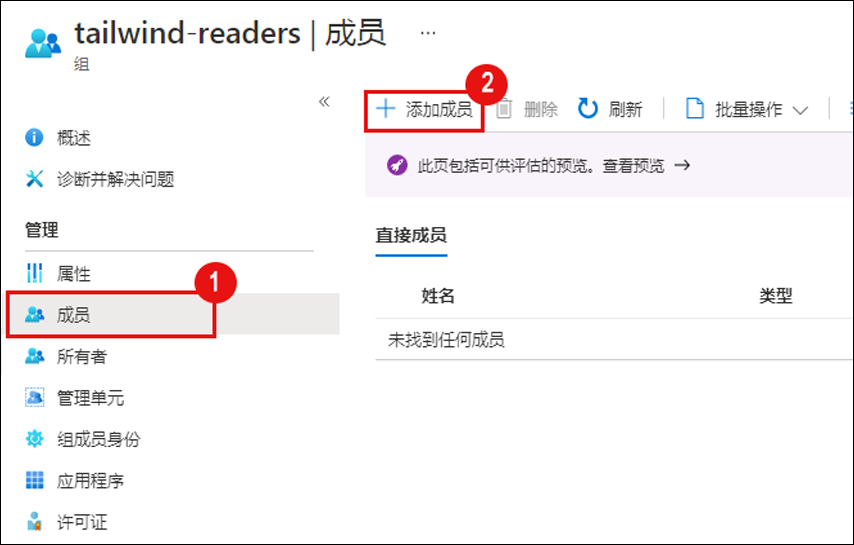 tailwind-readers | 成员 ...
组
«
概述
诊断并解决问题
管理
属性
1
成员
所有者
管理单元
组成员身份
应用程序
许可证
2
添加成员 删除 刷新 批量操作
此页包括可供评估的预览。查看预览 →
直接成员
姓名 类型
未找到任何成员